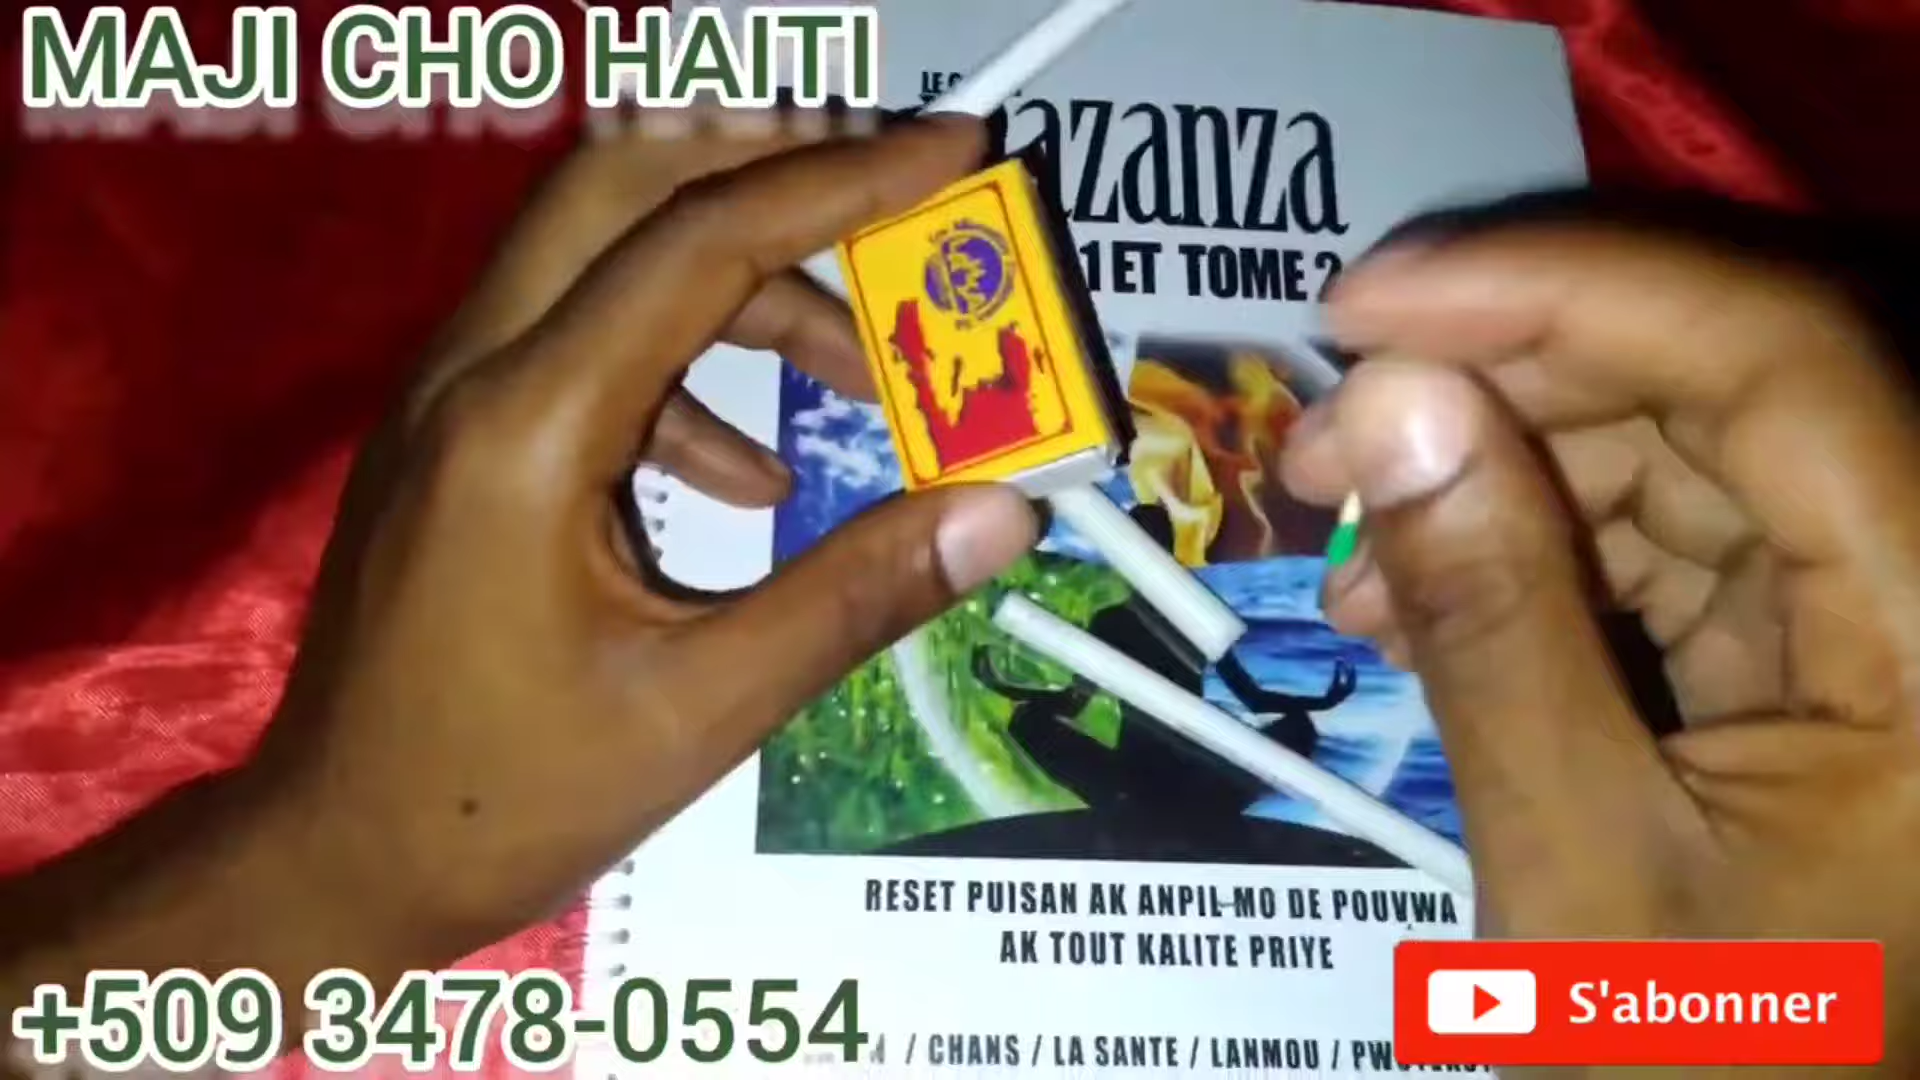 MAJI CHO HAITI
azanza
1 ET TOME 2
RESET PUISAN AK ANPIL MO DE POUVWA
AK TOUT KALITE PRIYE
/ CHANS / LA SANTE / LANMOU /
+509 3478-0554
S'abonner